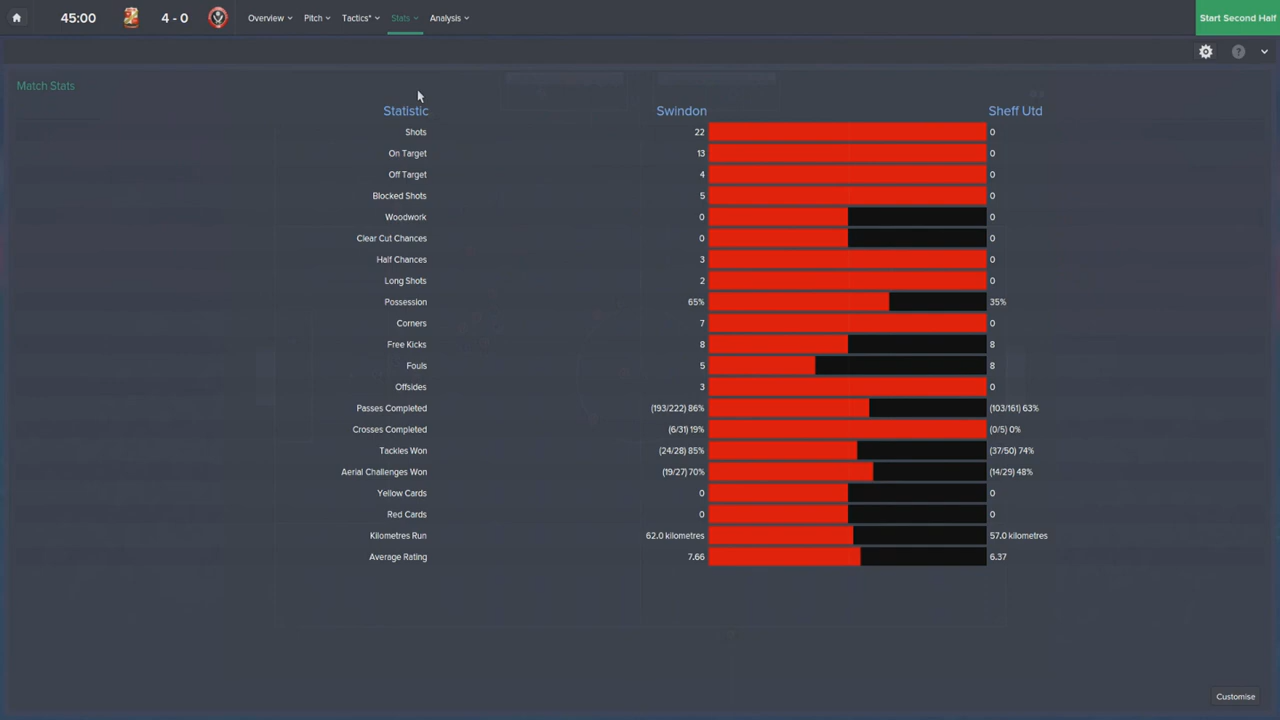 45:00 4 - 0 Overview Pitch Tactics* Stats Analysis Start Second Half
?
Match Stats
Statistic Swindon Sheff Utd
Shots 22 0
On Target 13 0
Off Target 4 0
Blocked Shots 5 0
Woodwork 0 0
Clear Cut Chances 0 0
Half Chances 3 0
Long Shots 2 0
Possession 65% 35%
Corners 7 0
Free Kicks 8 8
Fouls 5 8
Offsides 3 0
Passes Completed (193/222) 86% (103/161) 63%
Crosses Completed (6/31) 19% (0/5) 0%
Tackles Won (24/28) 85% (37/50) 74%
Aerial Challenges Won (19/27) 70% (14/29) 48%
Yellow Cards 0 0
Red Cards 0 0
Kilometres Run 62.0 kilometres 57.0 kilometres
Average Rating 7.66 6.37
Customise